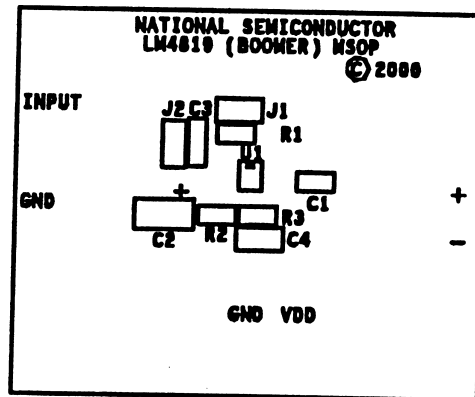 NATIONAL SEMICONDUCTOR
LM4819 (BOOMER) MSOP
© 2000
INPUT
J2 C3 J1
R1
U1
GND
+
C1
+
C2
R2
R3
C4
-
GND VDD